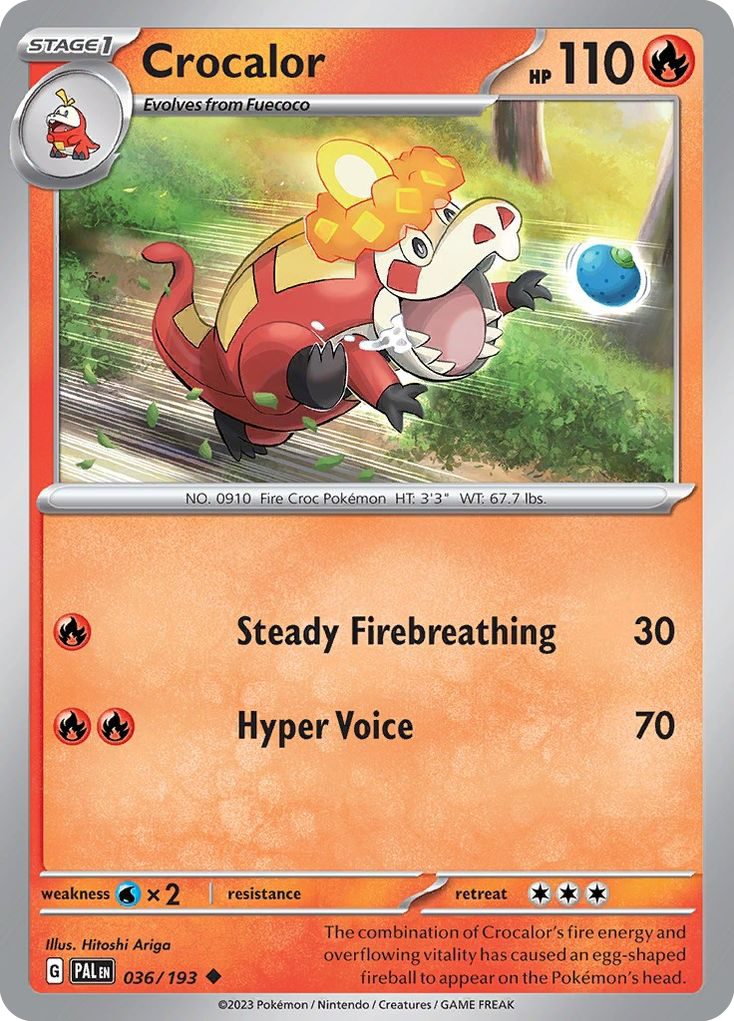 STAGE1
Crocalor
HP 110
Evolves from Fuecoco
NO. 0910 Fire Croc Pokémon HT: 3'3" WT: 67.7 lbs.
Steady Firebreathing 30
Hyper Voice 70
weakness ×2 resistance retreat
Illus. Hitoshi Ariga
The combination of Crocalor's fire energy and
overflowing vitality has caused an egg-shaped
fireball to appear on the Pokémon's head.
G PAL EN 036/193
©2023 Pokémon / Nintendo / Creatures / GAME FREAK